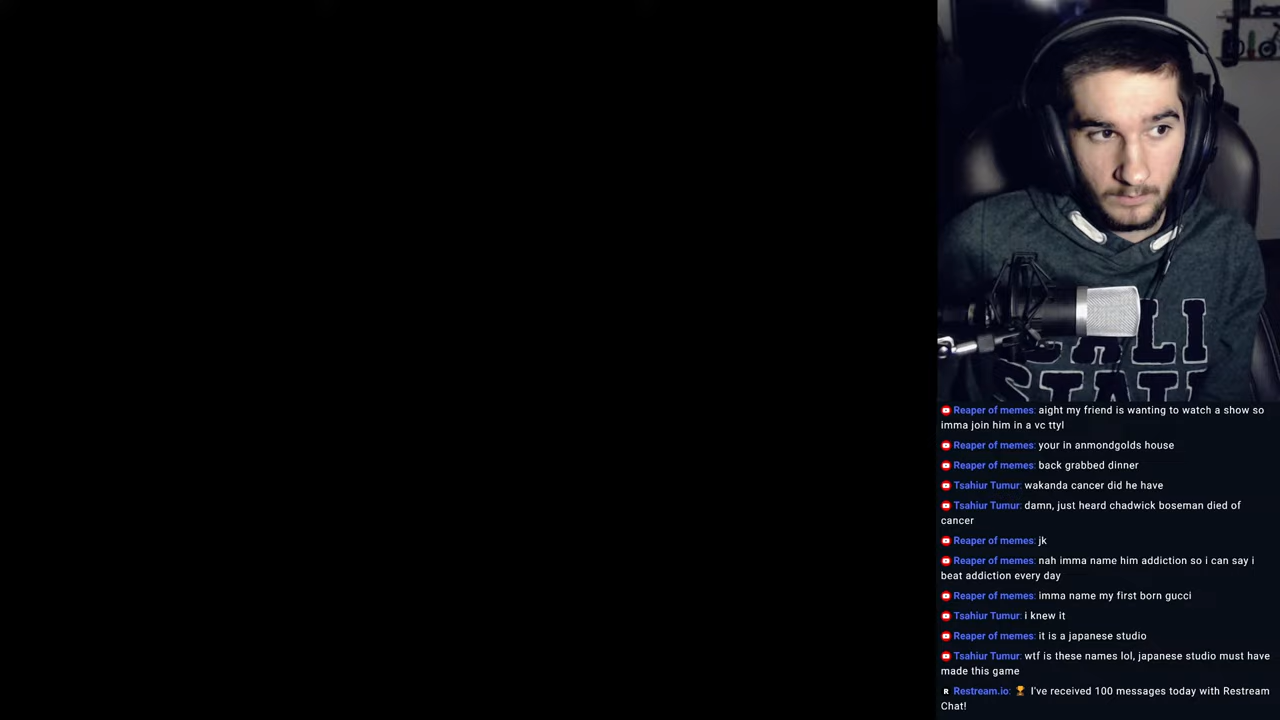 CALI
STATE
Reaper of memes: aight my friend is wanting to watch a show so
imma join him in a vc ttyl
Reaper of memes: your in anmondgolds house
Reaper of memes: back grabbed dinner
Tsahiur Tumur: wakanda cancer did he have
Tsahiur Tumur: damn, just heard chadwick boseman died of
cancer
Reaper of memes: jk
Reaper of memes: nah imma name him addiction so i can say i
beat addiction every day
Reaper of memes: imma name my first born gucci
Tsahiur Tumur: i knew it
Reaper of memes: it is a japanese studio
Tsahiur Tumur: wtf is these names lol, japanese studio must have
made this game
R Restream.io: 🏆 I've received 100 messages today with Restream
Chat!